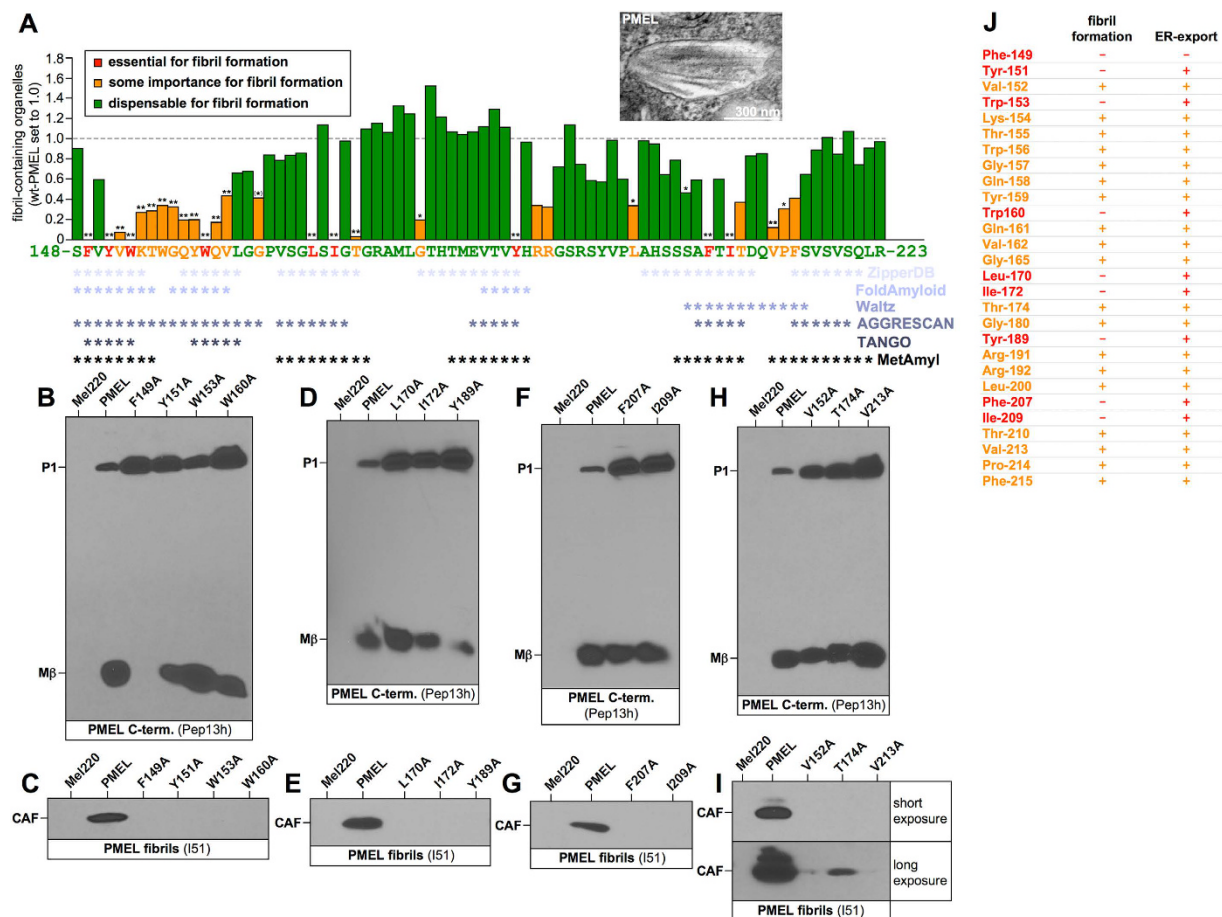 A
PMEL
300 nm
fibril-containing organelles
(wt-PMEL set to 1.0)
1.8
1.6
1.4
1.2
1.0
0.8
0.6
0.4
0.2
0
essential for fibril formation
some importance for fibril formation
dispensable for fibril formation
148-SFVYVWKTWGQYWQVLGGPVSGLSIGTGRAMLGTHTMEVTVYHRRGSRSYVPLAHSSSAFTITDQVPFSVSVSQLR-223
ZipperDB
FoldAmyloid
Waltz
AGGRESCAN
TANGO
MetAmyl
B
Mel220 PMEL F149A Y151A W153A W160A
P1
Mβ
PMEL C-term. (Pep13h)
C
Mel220 PMEL F149A Y151A W153A W160A
CAF
PMEL fibrils (I51)
D
Mel220 PMEL L170A I172A Y189A
P1
Mβ
PMEL C-term. (Pep13h)
E
Mel220 PMEL L170A I172A Y189A
CAF
PMEL fibrils (I51)
F
Mel220 PMEL F207A I209A
P1
Mβ
PMEL C-term.
(Pep13h)
G
Mel220 PMEL F207A I209A
CAF
PMEL fibrils (I51)
H
Mel220 PMEL V152A T174A V213A
P1
Mβ
PMEL C-term. (Pep13h)
I
Mel220 PMEL V152A T174A V213A
CAF
short
exposure
CAF
long
exposure
PMEL fibrils (I51)
J
fibril
formation ER-export
Phe-149 – –
Tyr-151 – +
Val-152 + +
Trp-153 – +
Lys-154 + +
Thr-155 + +
Trp-156 + +
Gly-157 + +
Gln-158 + +
Tyr-159 + +
Trp160 – +
Gln-161 + +
Val-162 + +
Gly-165 + +
Leu-170 – +
Ile-172 – +
Thr-174 + +
Gly-180 + +
Tyr-189 – +
Arg-191 + +
Arg-192 + +
Leu-200 + +
Phe-207 – +
Ile-209 – +
Thr-210 + +
Val-213 + +
Pro-214 + +
Phe-215 + +